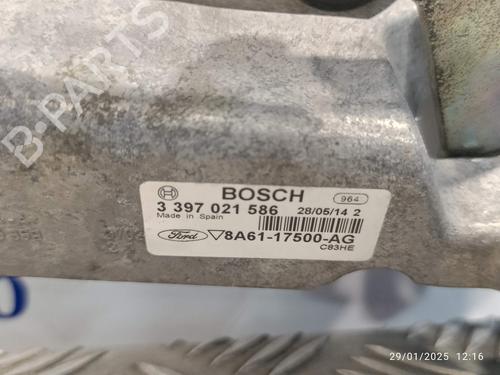 B-PARTS
BOSCH 964
3 397 021 586 28/05/14 2
Made in Spain
Ford 8A61-17500-AG
C83HE
29/01/2025 12:16